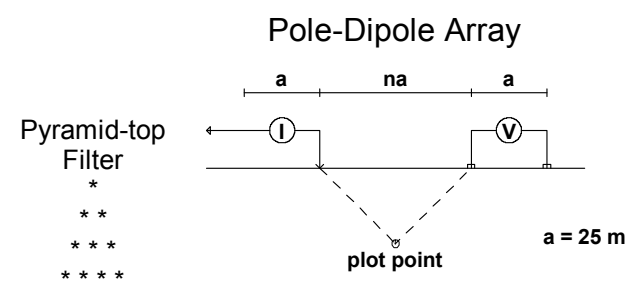 Pole-Dipole Array
a na a
I V
Pyramid-top
Filter
*
* *
* * *
* * * *
a = 25 m
plot point